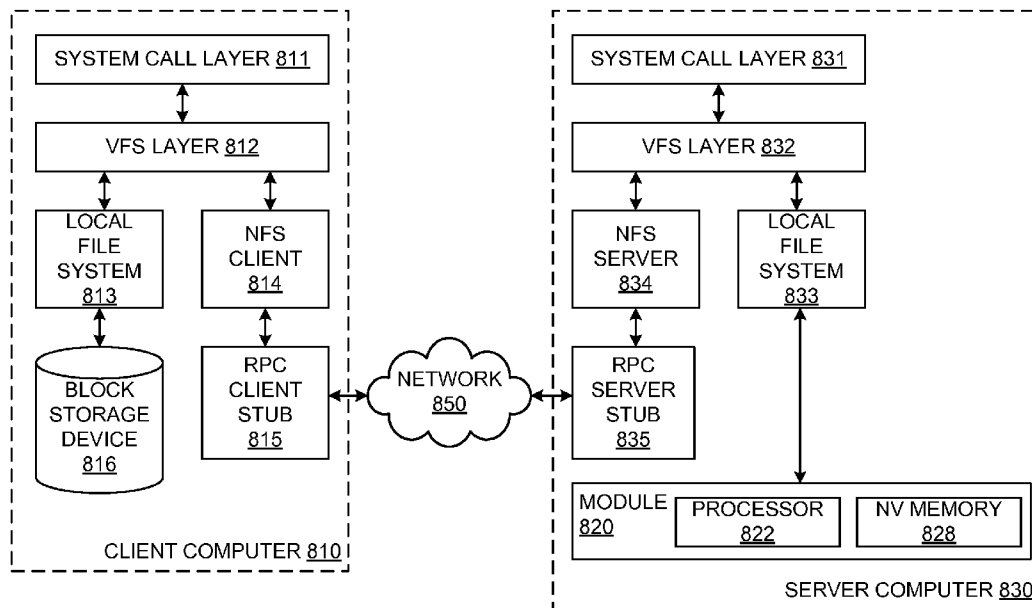 SYSTEM CALL LAYER 811
VFS LAYER 812
LOCAL
FILE
SYSTEM
813
NFS
CLIENT
814
BLOCK
STORAGE
DEVICE
816
RPC
CLIENT
STUB
815
CLIENT COMPUTER 810
NETWORK
850
SYSTEM CALL LAYER 831
VFS LAYER 832
NFS
SERVER
834
LOCAL
FILE
SYSTEM
833
RPC
SERVER
STUB
835
MODULE
820
PROCESSOR
822
NV MEMORY
828
SERVER COMPUTER 830